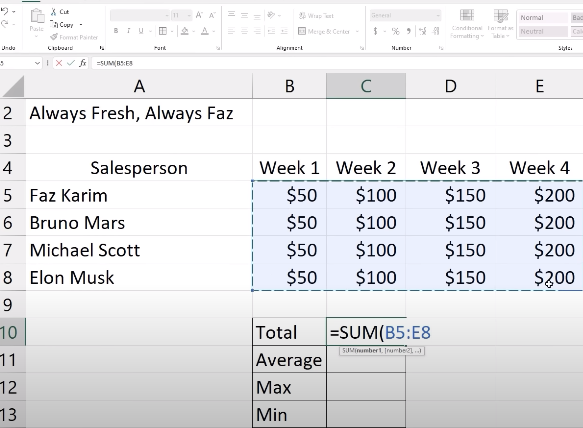 Cut
Copy
Paste
Format Painter
Undo
Clipboard
11
A^ A˅
B I U
Font
Wrap Text
Merge & Center
Alignment
General
$ % 9
Number
Conditional Formatting
Format as Table
Normal
Neutral
Styles
fx =SUM(B5:E8
A B C D E
2 Always Fresh, Always Faz
3
4 Salesperson Week 1 Week 2 Week 3 Week 4
5 Faz Karim $50 $100 $150 $200
6 Bruno Mars $50 $100 $150 $200
7 Michael Scott $50 $100 $150 $200
8 Elon Musk $50 $100 $150 $200
9
10 Total =SUM(B5:E8
SUM(number1, [number2], ...)
11 Average
12 Max
13 Min